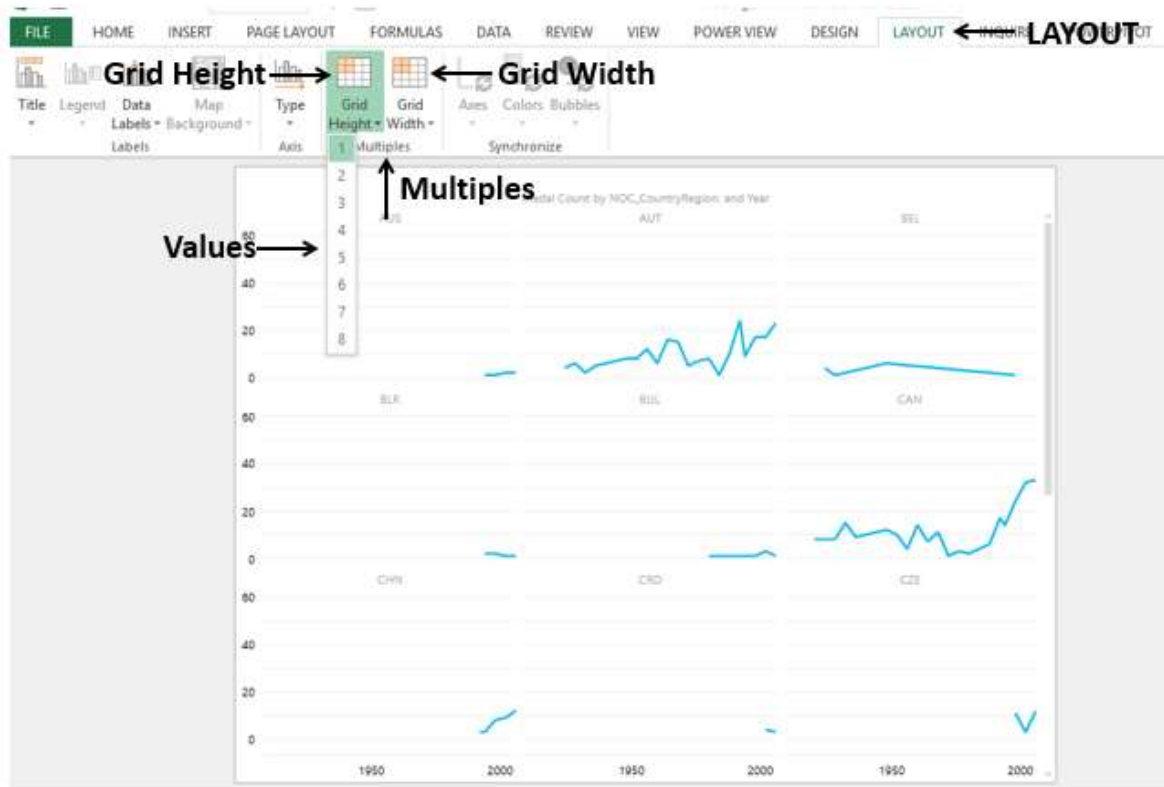 FILE HOME INSERT PAGE LAYOUT FORMULAS DATA REVIEW VIEW POWER VIEW DESIGN LAYOUT INQUIRE LAYOUT
Grid Height Grid Width
Title Legend Data Labels Map Background Type Grid Height Grid Width Axes Colors Bubbles
Labels Axis Multiples Synchronize
Multiples
Values
1
2
3
4
5
6
7
8
Medal Count by NOC_CountryRegion, and Year
AUS AUT BEL
60
40
20
0
BLR BUL CAN
60
40
20
0
CHN CRO CZE
60
40
20
0
1950 2000 1950 2000 1950 2000